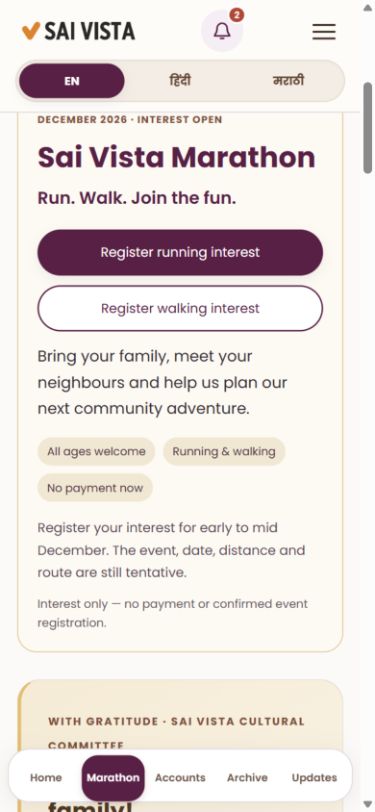 SAI VISTA
2
EN
हिंदी
मराठी
DECEMBER 2026 · INTEREST OPEN
Sai Vista Marathon
Run. Walk. Join the fun.
Register running interest
Register walking interest
Bring your family, meet your
neighbours and help us plan our
next community adventure.
All ages welcome
Running & walking
No payment now
Register your interest for early to mid
December. The event, date, distance and
route are still tentative.
Interest only — no payment or confirmed event
registration.
WITH GRATITUDE · SAI VISTA CULTURAL
COMMITTEE
Home
Marathon
Accounts
Archive
Updates
family!